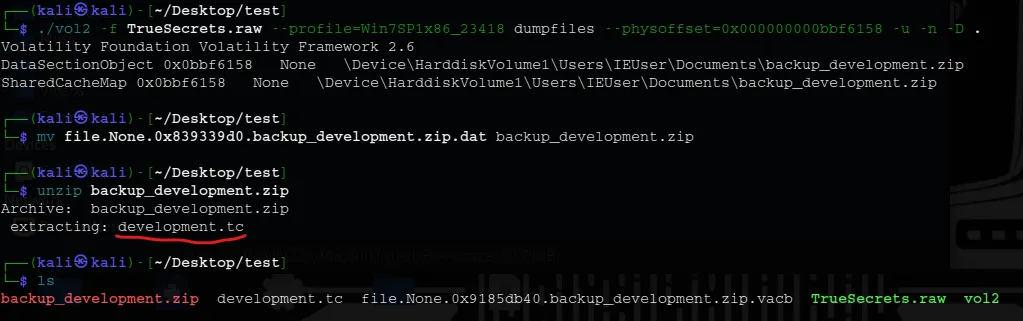 ┌──(kali㉿kali)-[~/Desktop/test]
└─$ ./vol2 -f TrueSecrets.raw --profile=Win7SP1x86_23418 dumpfiles --physoffset=0x000000000bbf6158 -u -n -D .
Volatility Foundation Volatility Framework 2.6
DataSectionObject 0x0bbf6158   None   \Device\HarddiskVolume1\Users\IEUser\Documents\backup_development.zip
SharedCacheMap 0x0bbf6158   None   \Device\HarddiskVolume1\Users\IEUser\Documents\backup_development.zip
┌──(kali㉿kali)-[~/Desktop/test]
└─$ mv file.None.0x839339d0.backup_development.zip.dat backup_development.zip
┌──(kali㉿kali)-[~/Desktop/test]
└─$ unzip backup_development.zip
Archive:  backup_development.zip
 extracting: development.tc
┌──(kali㉿kali)-[~/Desktop/test]
└─$ ls
backup_development.zip  development.tc  file.None.0x9185db40.backup_development.zip.vacb  TrueSecrets.raw  vol2